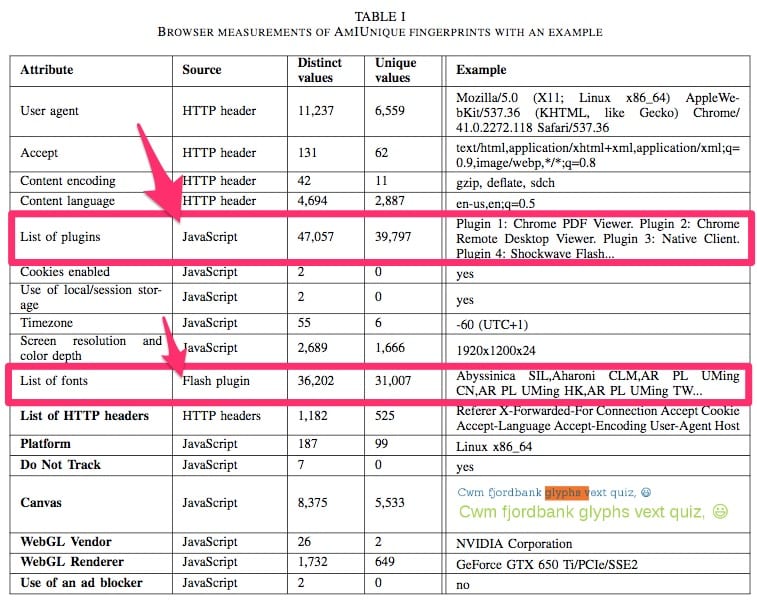 TABLE I
BROWSER MEASUREMENTS OF AMIUNIQUE FINGERPRINTS WITH AN EXAMPLE
Attribute Source Distinct values Unique values Example
User agent HTTP header 11,237 6,559 Mozilla/5.0 (X11; Linux x86_64) AppleWe-
bKit/537.36 (KHTML, like Gecko) Chrome/
41.0.2272.118 Safari/537.36
Accept HTTP header 131 62 text/html,application/xhtml+xml,application/xml;q=
0.9,image/webp,*/*;q=0.8
Content encoding HTTP header 42 11 gzip, deflate, sdch
Content language HTTP header 4,694 2,887 en-us,en;q=0.5
List of plugins JavaScript 47,057 39,797 Plugin 1: Chrome PDF Viewer. Plugin 2: Chrome
Remote Desktop Viewer. Plugin 3: Native Client.
Plugin 4: Shockwave Flash...
Cookies enabled JavaScript 2 0 yes
Use of local/session stor-
age JavaScript 2 0 yes
Timezone JavaScript 55 6 -60 (UTC+1)
Screen resolution and
color depth JavaScript 2,689 1,666 1920x1200x24
List of fonts Flash plugin 36,202 31,007 Abyssinica SIL,Aharoni CLM,AR PL UMing
CN,AR PL UMing HK,AR PL UMing TW...
List of HTTP headers HTTP headers 1,182 525 Referer X-Forwarded-For Connection Accept Cookie
Accept-Language Accept-Encoding User-Agent Host
Platform JavaScript 187 99 Linux x86_64
Do Not Track JavaScript 7 0 yes
Canvas JavaScript 8,375 5,533 Cwm fjordbank glyphs vext quiz, 😃
Cwm fjordbank glyphs vext quiz, 😃
WebGL Vendor JavaScript 26 2 NVIDIA Corporation
WebGL Renderer JavaScript 1,732 649 GeForce GTX 650 Ti/PCIe/SSE2
Use of an ad blocker JavaScript 2 0 no